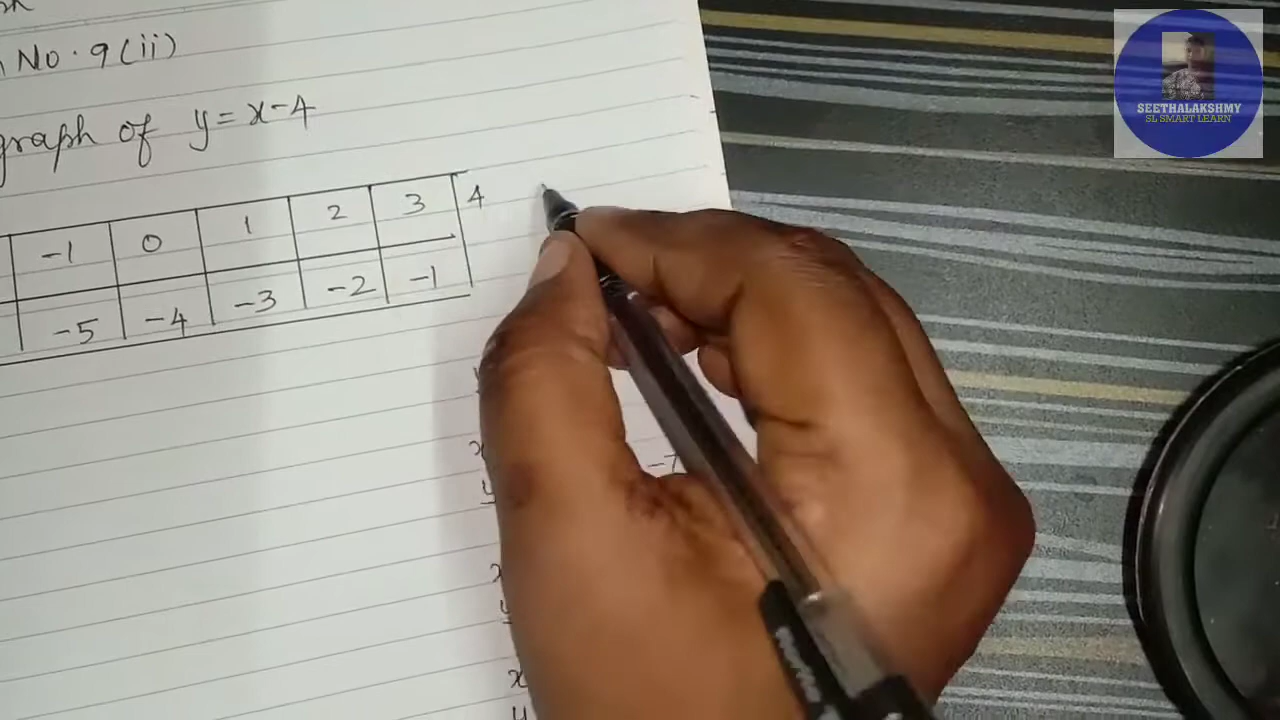 No. 9 (ii)
graph of y = x-4
-1 0 1 2 3 4
-5 -4 -3 -2 -1
-7
x
y
x
y
x
y
SEETHALAKSHMY
SL SMART LEARN